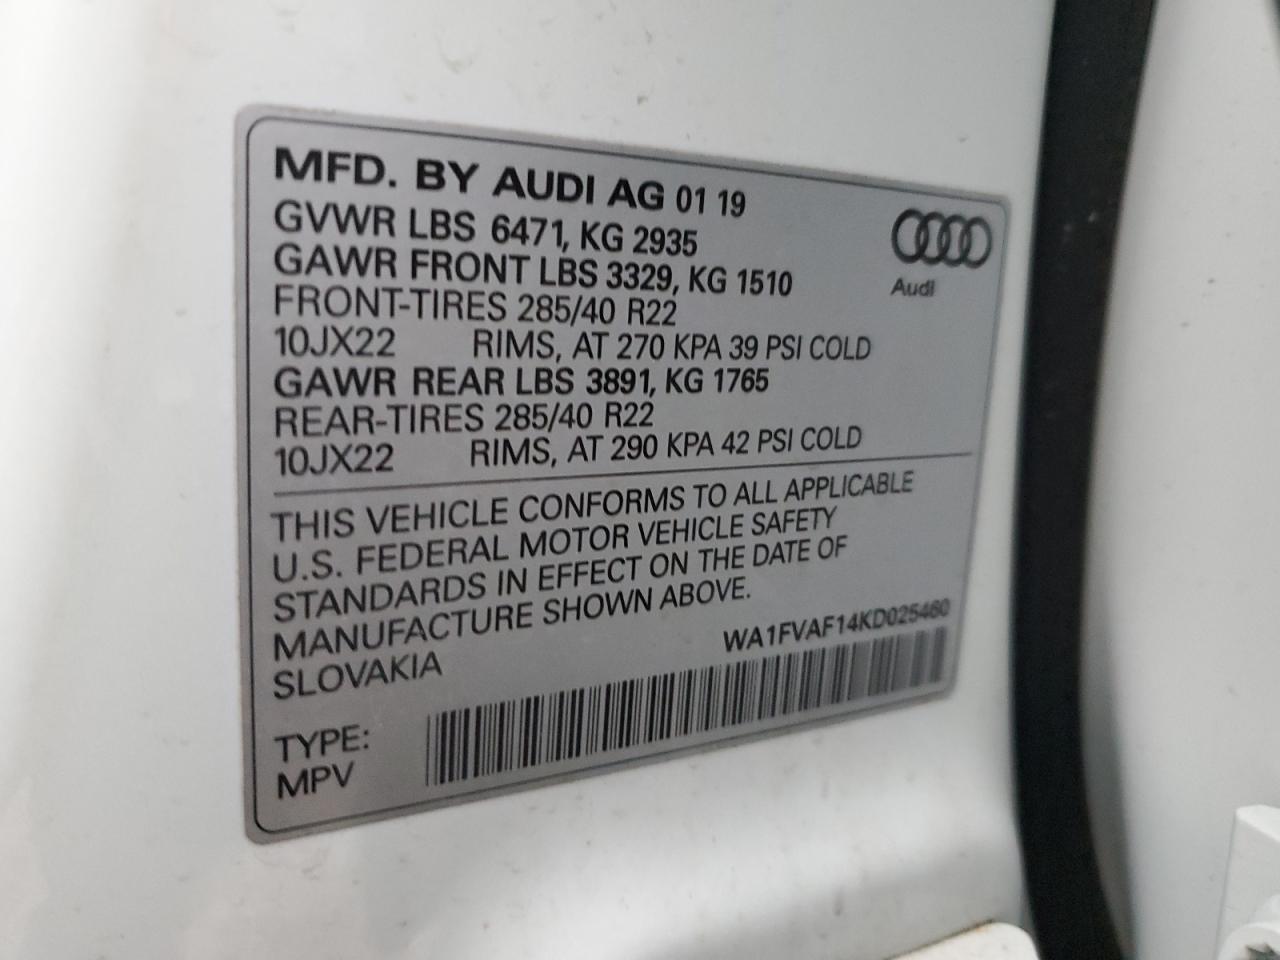 MFD. BY AUDI AG 01 19
GVWR LBS 6471, KG 2935
GAWR FRONT LBS 3329, KG 1510
FRONT-TIRES 285/40 R22
10JX22 RIMS, AT 270 KPA 39 PSI COLD
GAWR REAR LBS 3891, KG 1765
REAR-TIRES 285/40 R22
10JX22 RIMS, AT 290 KPA 42 PSI COLD
Audi
THIS VEHICLE CONFORMS TO ALL APPLICABLE
U.S. FEDERAL MOTOR VEHICLE SAFETY
STANDARDS IN EFFECT ON THE DATE OF
MANUFACTURE SHOWN ABOVE.
SLOVAKIA
WA1FVAF14KD025460
TYPE:
MPV